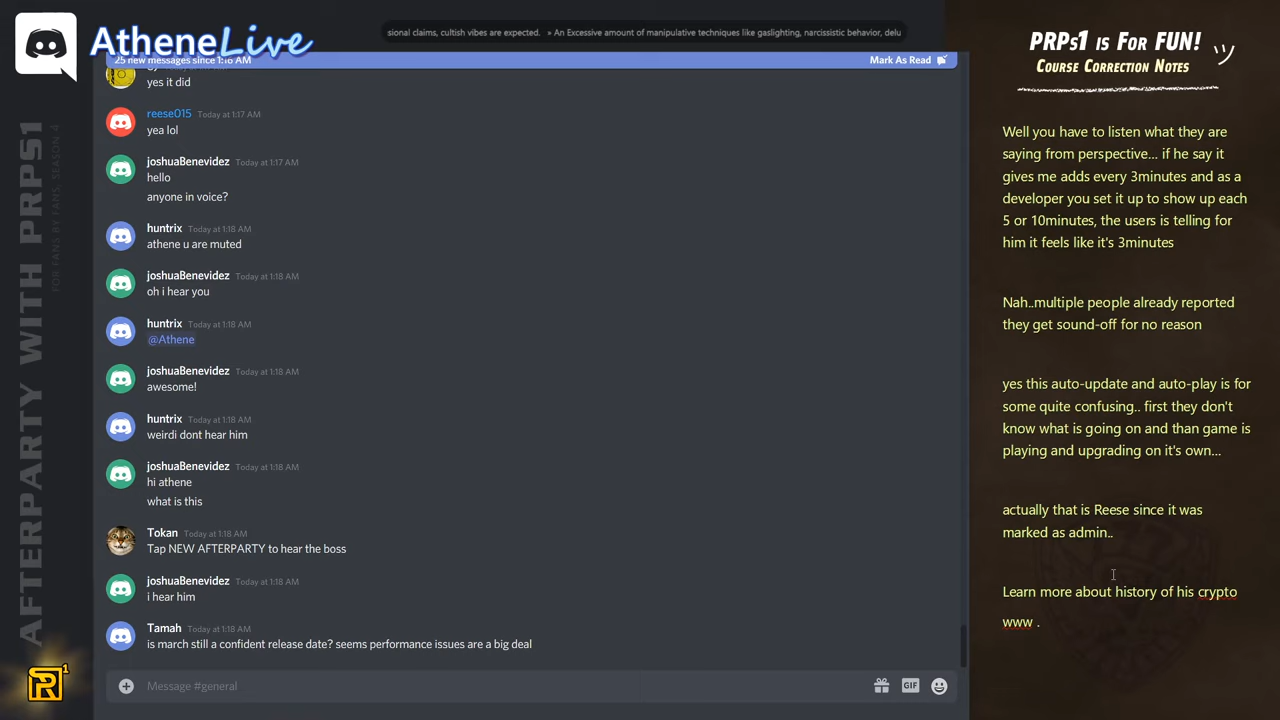 AtheneLive
sional claims, cultish vibes are expected. » An Excessive amount of manipulative techniques like gaslighting, narcissistic behavior, delu
25 new messages since 1:16 AM
Mark As Read
yes it did
reese015 Today at 1:17 AM
yea lol
joshuaBenevidez Today at 1:17 AM
hello
anyone in voice?
huntrix Today at 1:18 AM
athene u are muted
joshuaBenevidez Today at 1:18 AM
oh i hear you
huntrix Today at 1:18 AM
@Athene
joshuaBenevidez Today at 1:18 AM
awesome!
huntrix Today at 1:18 AM
weirdi dont hear him
joshuaBenevidez Today at 1:18 AM
hi athene
what is this
Tokan Today at 1:18 AM
Tap NEW AFTERPARTY to hear the boss
joshuaBenevidez Today at 1:18 AM
i hear him
Tamah Today at 1:18 AM
is march still a confident release date? seems performance issues are a big deal
Message #general
GIF
AFTERPARTY WITH PRPS1
FOR FANS BY FANS, SEASON 4
R1
PRPs1 is For FUN!
Course Correction Notes
ツ
Well you have to listen what they are
saying from perspective... if he say it
gives me adds every 3minutes and as a
developer you set it up to show up each
5 or 10minutes, the users is telling for
him it feels like it's 3minutes
Nah..multiple people already reported
they get sound-off for no reason
yes this auto-update and auto-play is for
some quite confusing.. first they don't
know what is going on and than game is
playing and upgrading on it's own...
actually that is Reese since it was
marked as admin..
Learn more about history of his crypto
www .